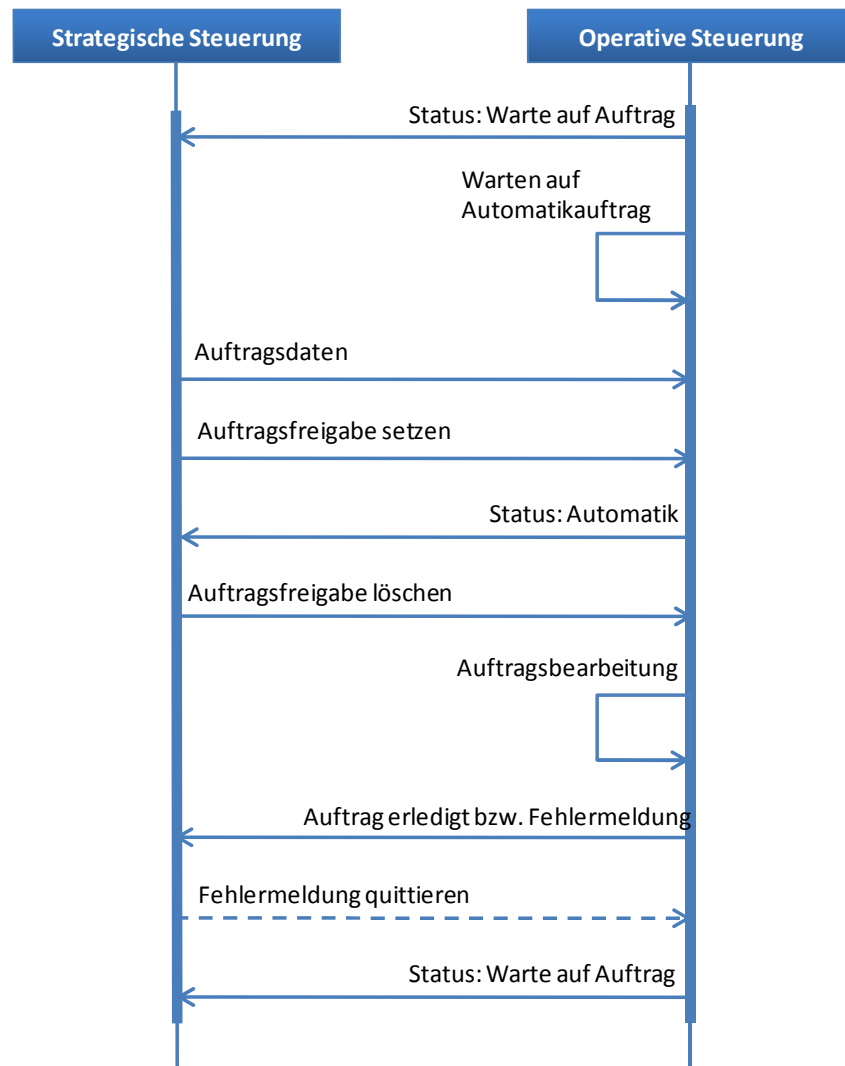 Strategische Steuerung
Operative Steuerung
Status: Warte auf Auftrag
Warten auf
Automatikauftrag
Auftragsdaten
Auftragsfreigabe setzen
Status: Automatik
Auftragsfreigabe löschen
Auftragsbearbeitung
Auftrag erledigt bzw. Fehlermeldung
Fehlermeldung quittieren
Status: Warte auf Auftrag